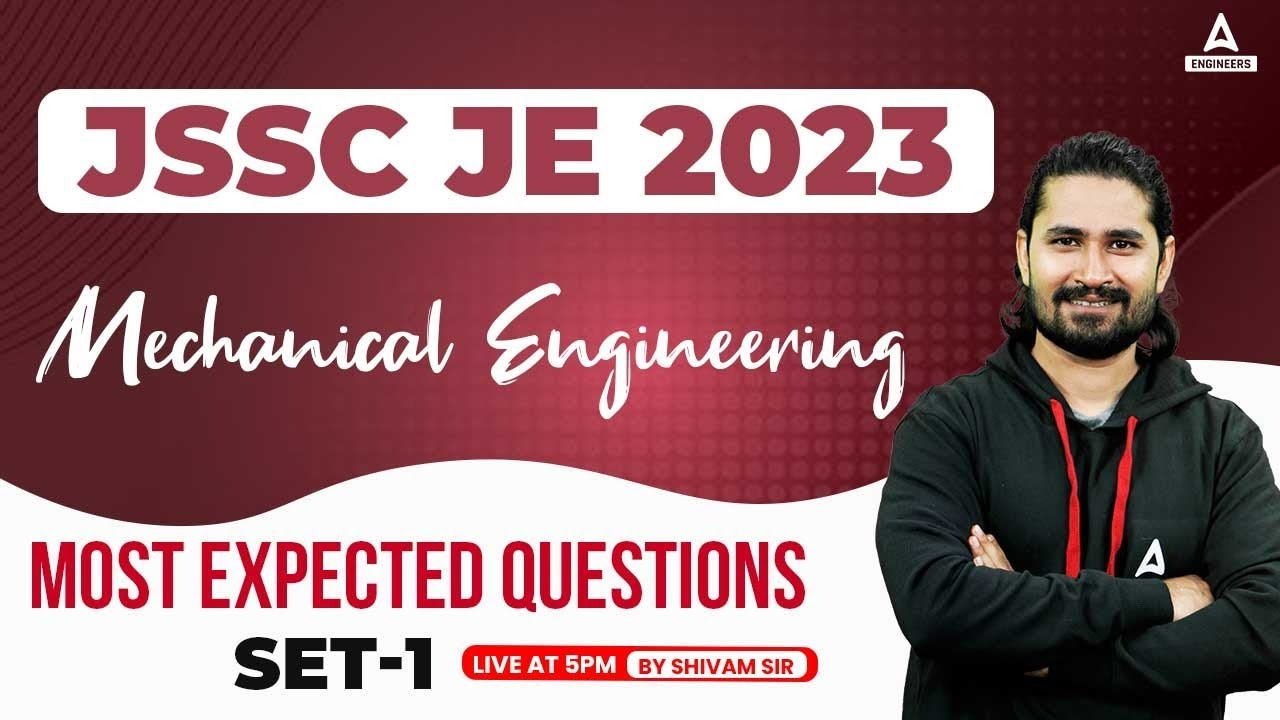 ENGINEERS
JSSC JE 2023
Mechanical Engineering
MOST EXPECTED QUESTIONS
SET-1
LIVE AT 5PM BY SHIVAM SIR